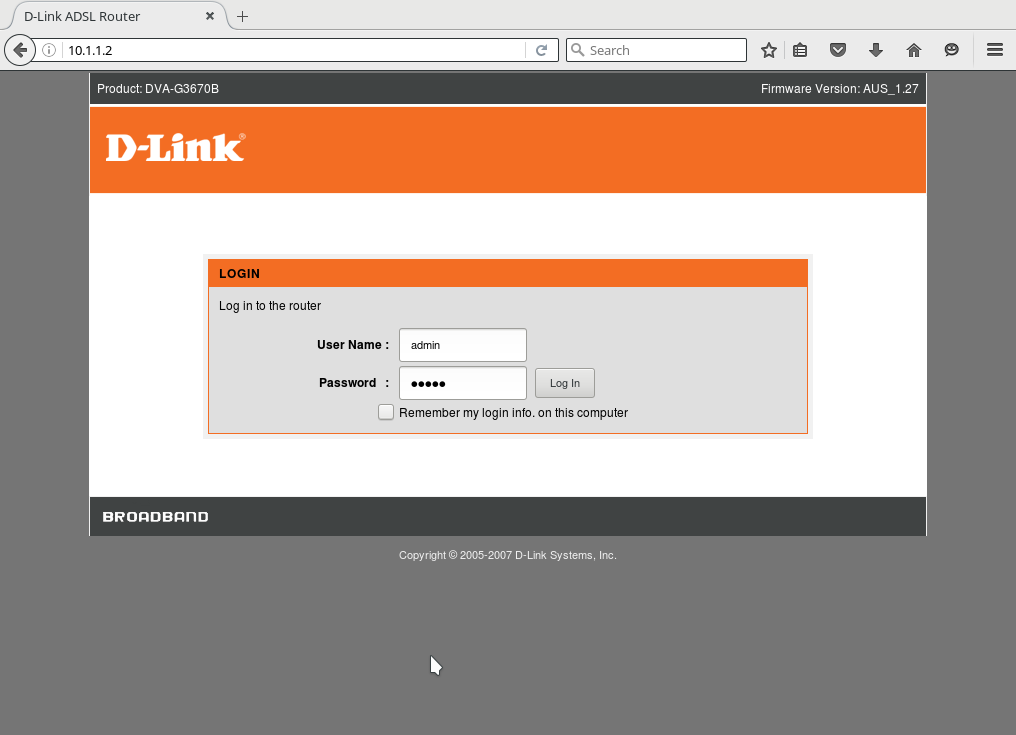 D-Link ADSL Router
10.1.1.2
Search
Product: DVA-G3670B
Firmware Version: AUS_1.27
D-Link®
LOGIN
Log in to the router
User Name :
admin
Password :
●●●●●
Log In
Remember my login info. on this computer
BROADBAND
Copyright © 2005-2007 D-Link Systems, Inc.